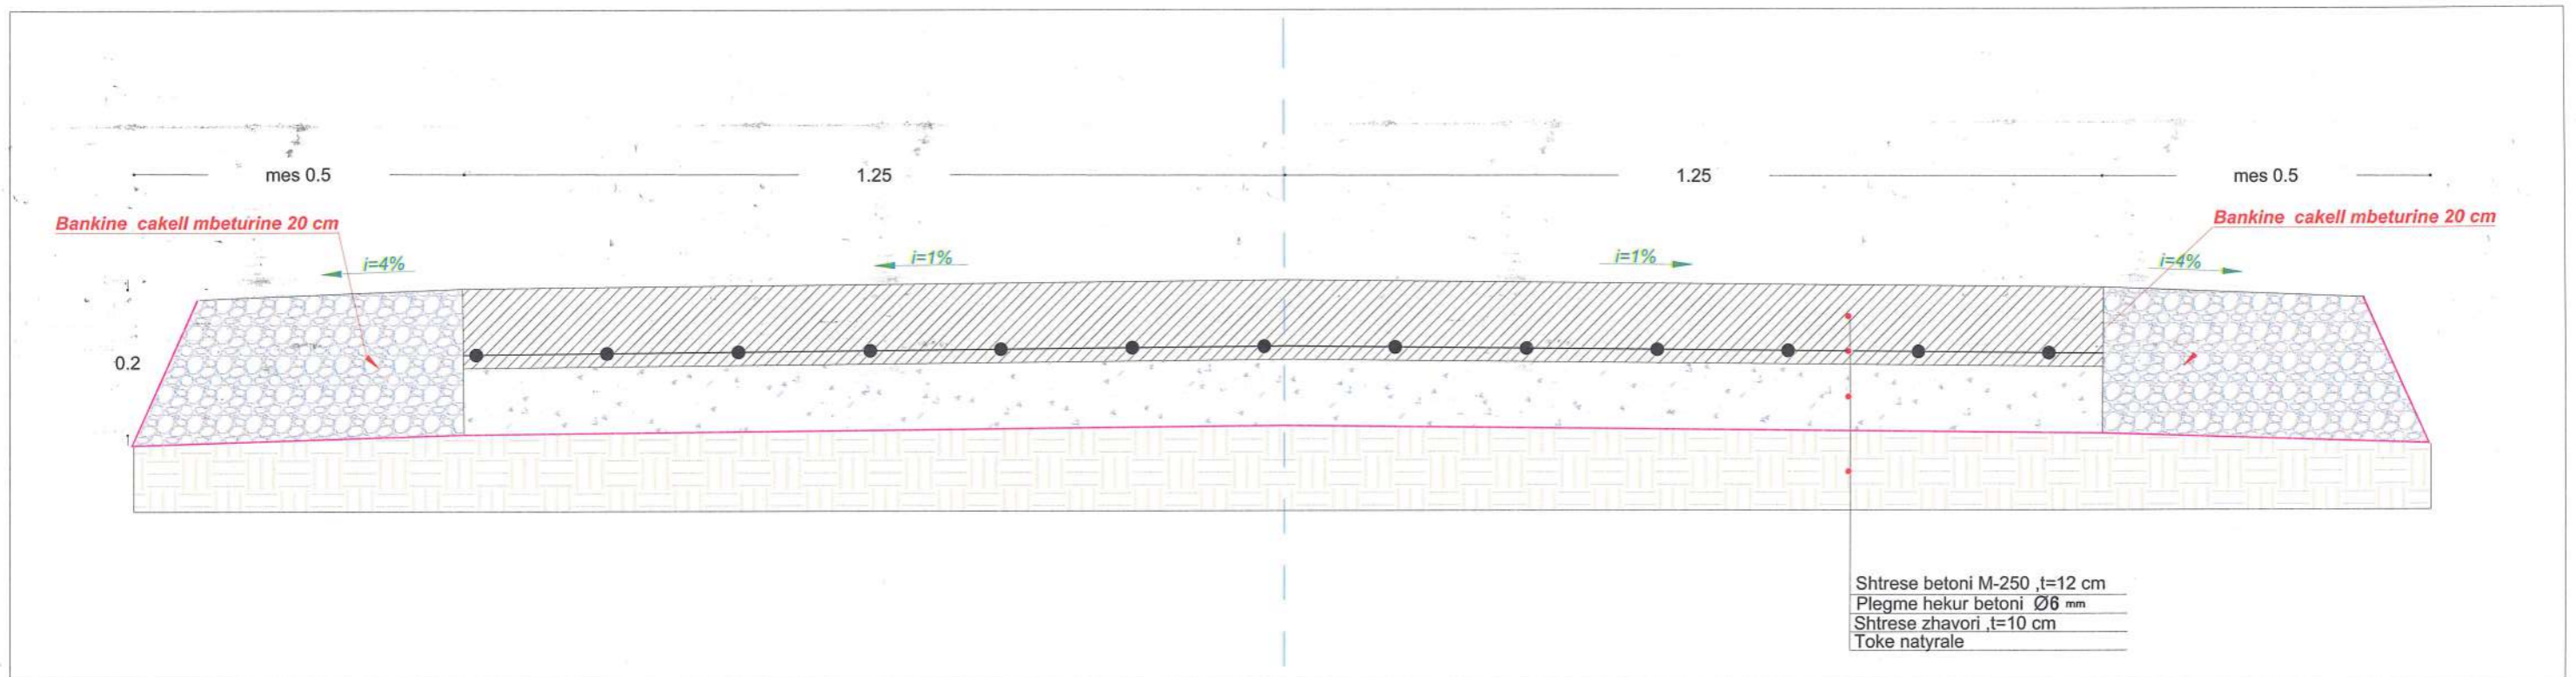 mes 0.5 1.25 1.25 mes 0.5
Bankine cakell mbeturine 20 cm
Bankine cakell mbeturine 20 cm
i=4%
i=1%
i=1%
i=4%
0.2
Shtrese betoni M-250 ,t=12 cm
Plegme hekur betoni Ø6 mm
Shtrese zhavori ,t=10 cm
Toke natyrale